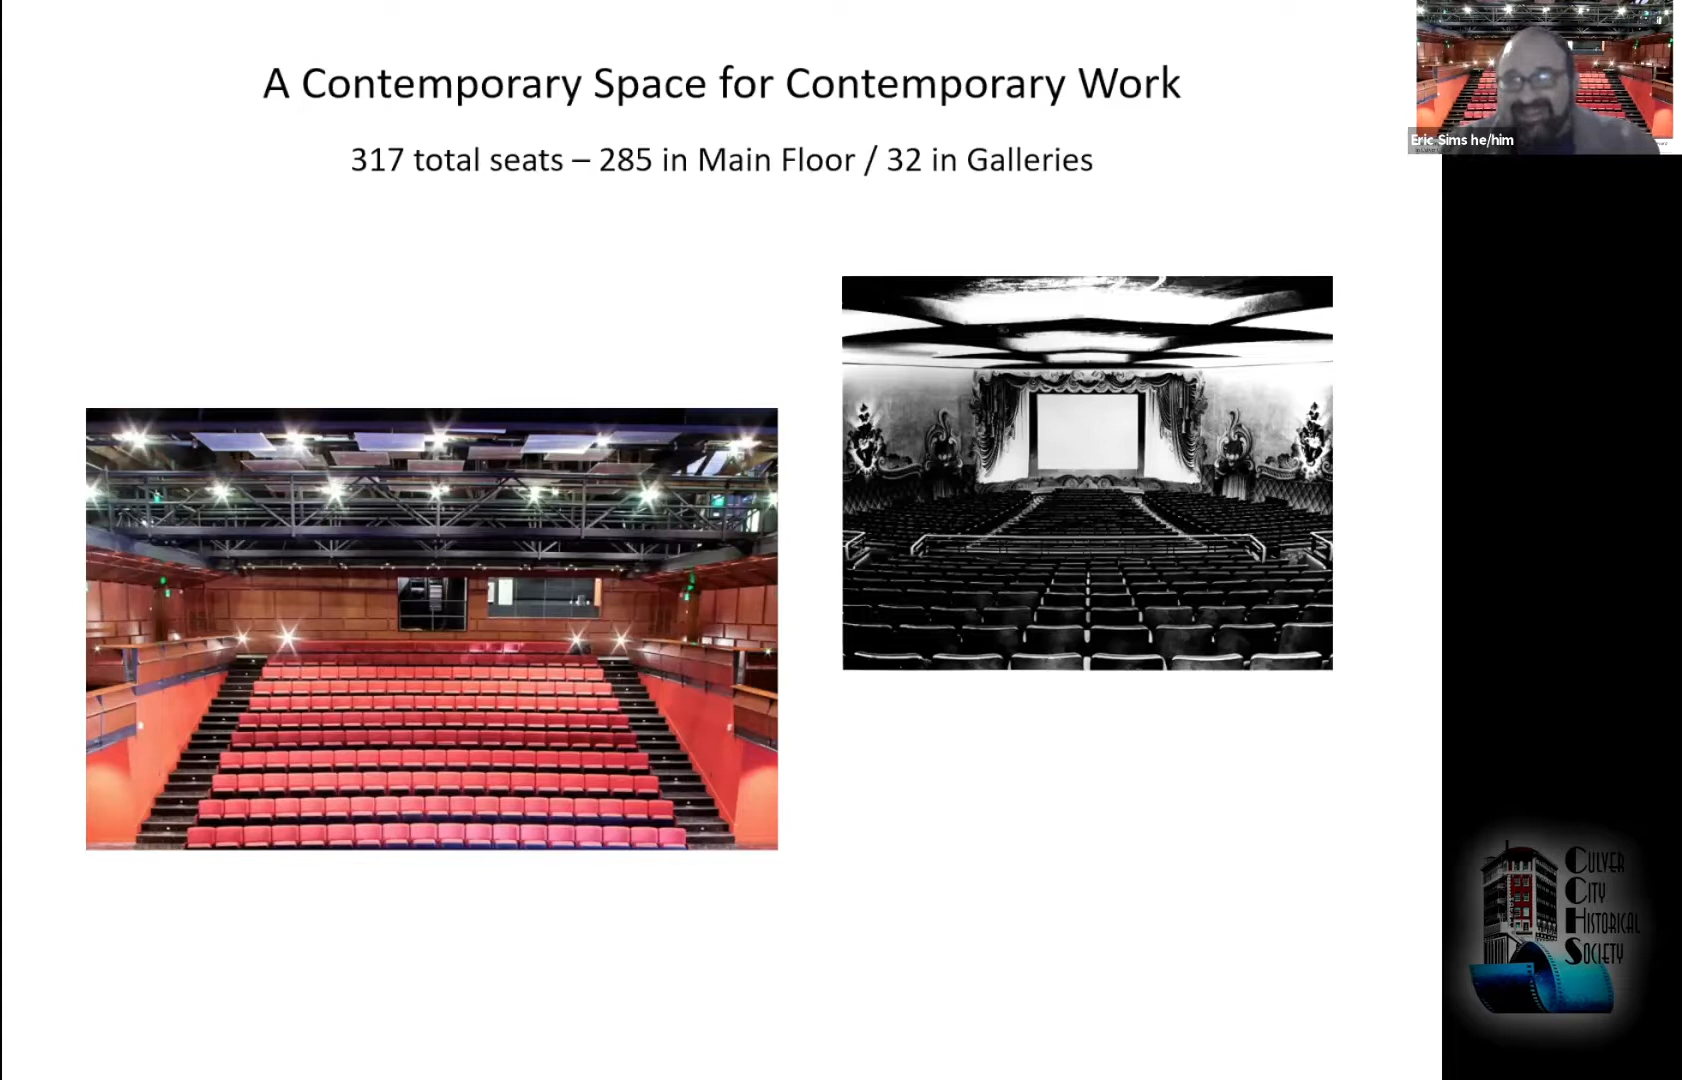 A Contemporary Space for Contemporary Work
317 total seats – 285 in Main Floor / 32 in Galleries
Eric Sims he/him
CULVER
CITY
HISTORICAL
SOCIETY